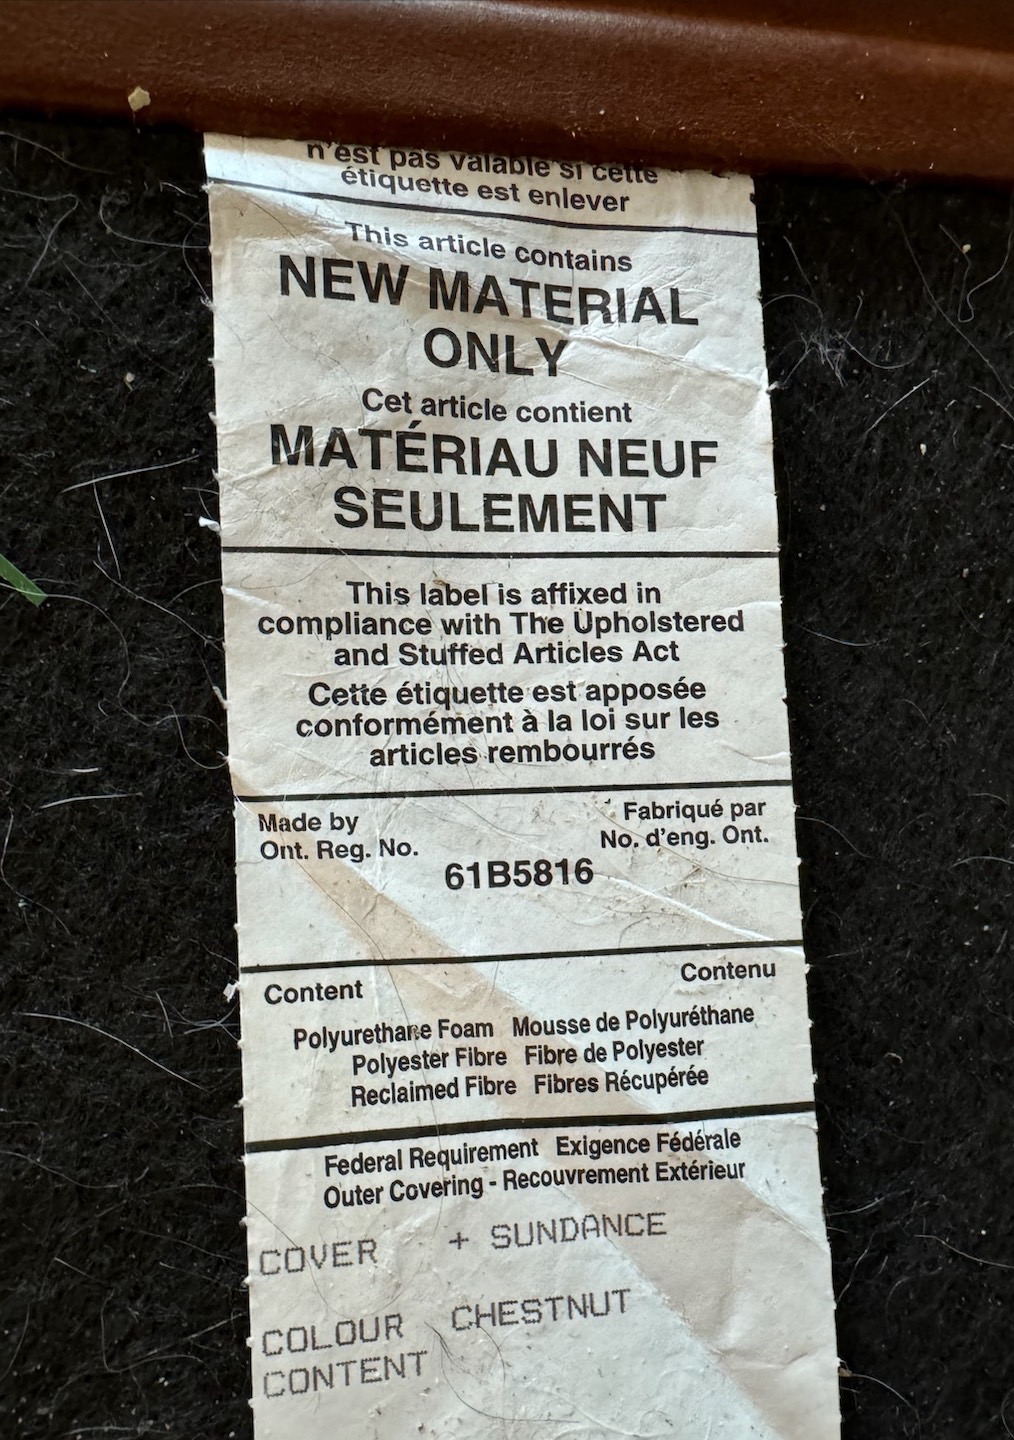 n'est pas valable si cette
étiquette est enlever
This article contains
NEW MATERIAL
ONLY
Cet article contient
MATÉRIAU NEUF
SEULEMENT
This label is affixed in
compliance with The Upholstered
and Stuffed Articles Act
Cette étiquette est apposée
conformément à la loi sur les
articles rembourrés
Made by Fabriqué par
Ont. Reg. No. No. d'eng. Ont.
61B5816
Content Contenu
Polyurethane Foam Mousse de Polyuréthane
Polyester Fibre Fibre de Polyester
Reclaimed Fibre Fibres Récupérée
Federal Requirement Exigence Fédérale
Outer Covering - Recouvrement Extérieur
COVER + SUNDANCE
COLOUR CHESTNUT
CONTENT